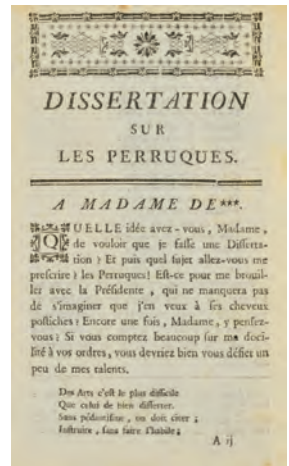 DISSERTATION
SUR
LES PERRUQUES.
A MADAME DE***.
QUELLE idée avez-vous, Madame,
de vouloir que je fasse une Disserta-
tion ? Et puis quel sujet allez-vous me
prescrire ? les Perruques ! Est-ce pour me brouil-
ler avec la Présidente, qui ne manquera pas
de s'imaginer que j'en veux à ses cheveux
postiches ? Encore une fois, Madame, y pensez-
vous ? Si vous comptez beaucoup sur ma doci-
lité à vos ordres, vous devriez bien vous défier un
peu de mes talents.
Des Arts c'est le plus difficile
Que celui de bien disserter.
Sans pédantisme, on doit citer ;
Instruire, sans faire l'habile ;
A ij